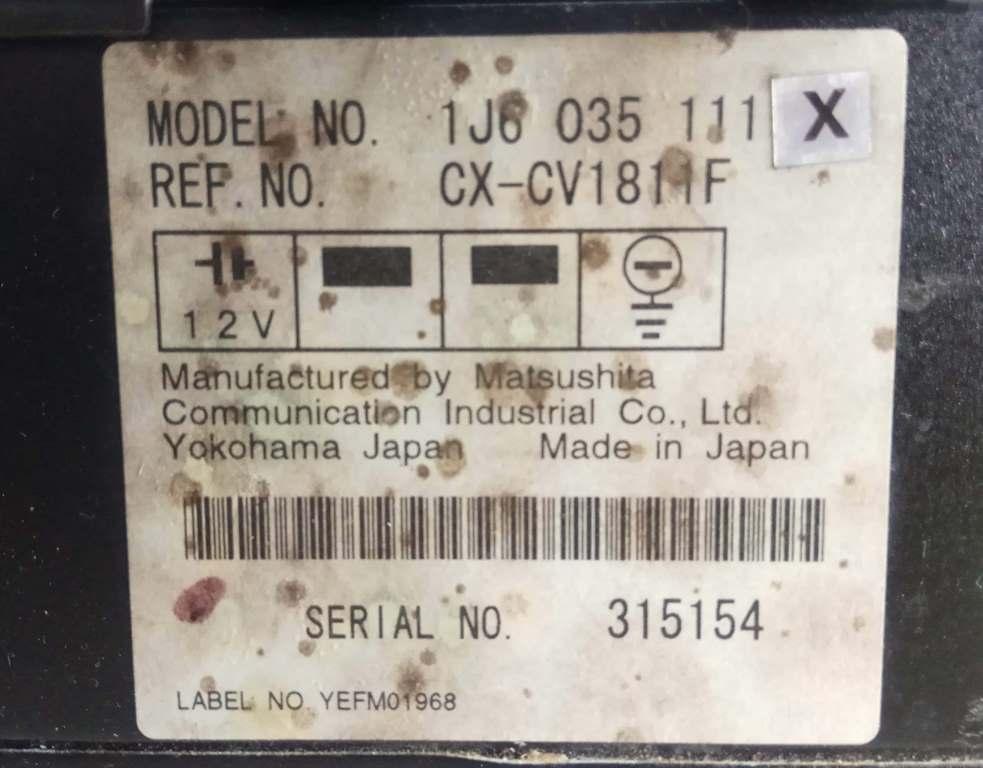 MODEL NO. 1J6 035 111 X
REF. NO. CX-CV1811F
12V
Manufactured by Matsushita
Communication Industrial Co., Ltd.
Yokohama Japan Made in Japan
SERIAL NO. 315154
LABEL NO YEFM01968